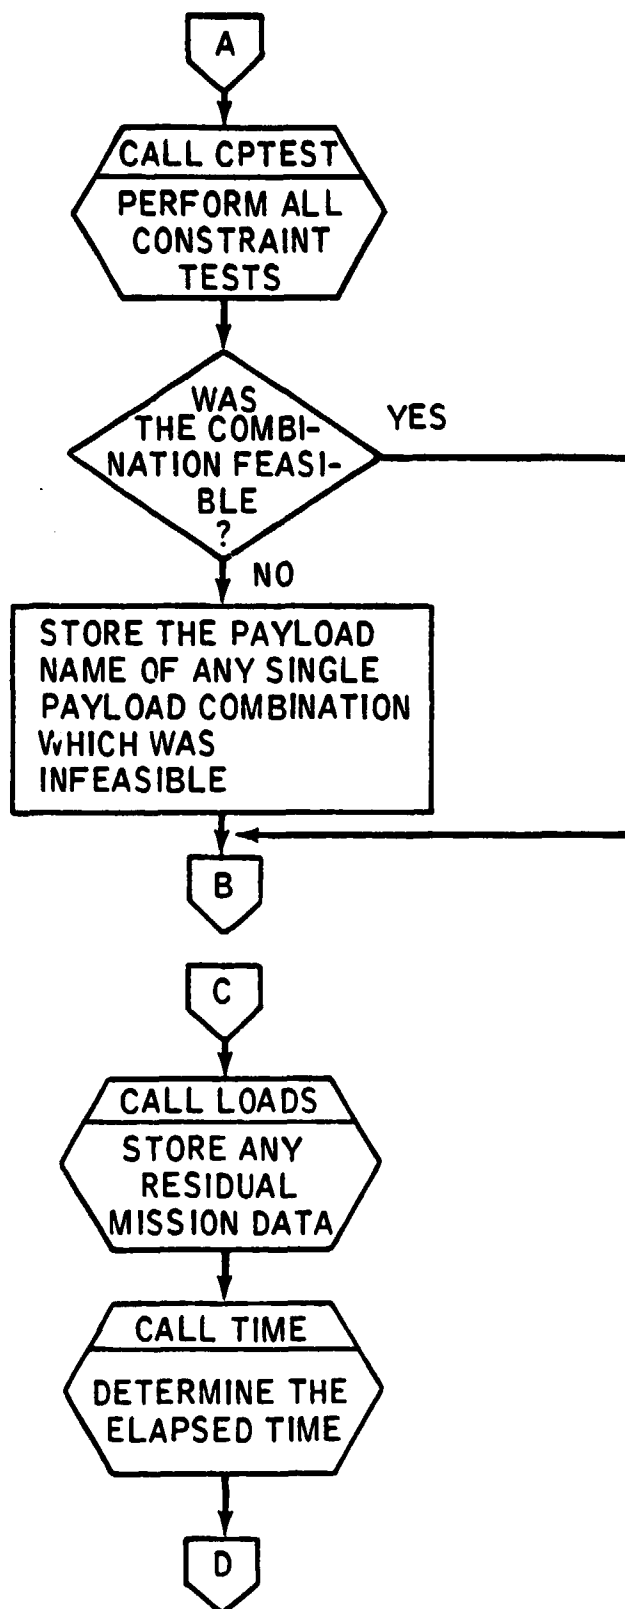 A
CALL CPTEST
PERFORM ALL
CONSTRAINT
TESTS
WAS
THE COMBI-
NATION FEASI-
BLE
?
YES
NO
STORE THE PAYLOAD
NAME OF ANY SINGLE
PAYLOAD COMBINATION
WHICH WAS
INFEASIBLE
B
C
CALL LOADS
STORE ANY
RESIDUAL
MISSION DATA
CALL TIME
DETERMINE THE
ELAPSED TIME
D